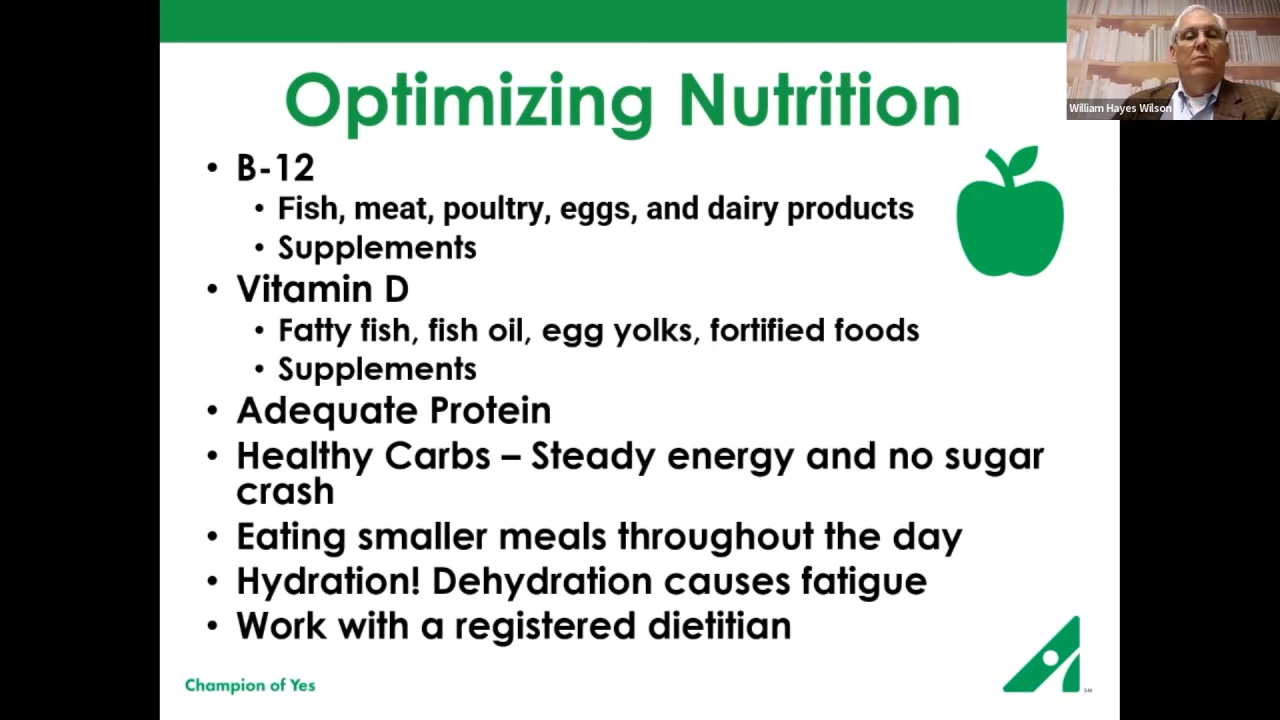 Optimizing Nutrition
William Hayes Wilson
• B-12
• Fish, meat, poultry, eggs, and dairy products
• Supplements
• Vitamin D
• Fatty fish, fish oil, egg yolks, fortified foods
• Supplements
• Adequate Protein
• Healthy Carbs – Steady energy and no sugar
crash
• Eating smaller meals throughout the day
• Hydration! Dehydration causes fatigue
• Work with a registered dietitian
Champion of Yes
SM